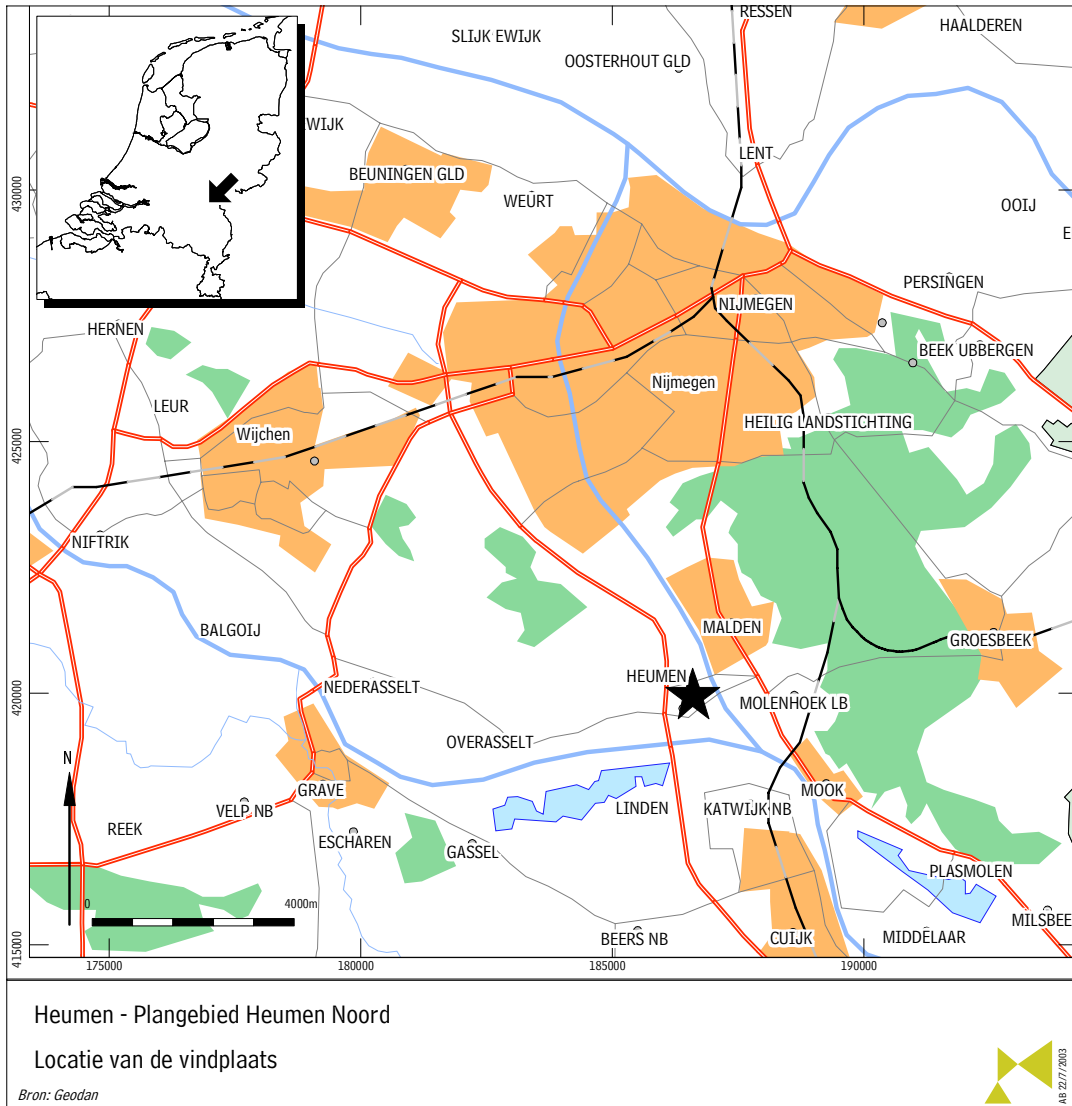 RESSEN
HAALDEREN
SLIJK EWIJK
OOSTERHOUT GLD
EWIJK
LENT
BEUNINGEN GLD
WEURT
430000
OOIJ
E
PERSINGEN
NIJMEGEN
HERNEN
BEEK UBBERGEN
Nijmegen
LEUR
HEILIG LANDSTICHTING
Wijchen
425000
NIFTRIK
BALGOIJ
MALDEN
GROESBEEK
HEUMEN
NEDERASSELT
420000
MOLENHOEK LB
OVERASSELT
N
GRAVE
MOOK
VELP NB
LINDEN
KATWIJK NB
REEK
ESCHAREN
GASSEL
PLASMOLEN
0
4000m
MILSBEE
BEERS NB
CUIJK
MIDDELAAR
415000
175000
180000
185000
190000
Heumen - Plangebied Heumen Noord
Locatie van de vindplaats
Bron: Geodan
AB 22/7/2003